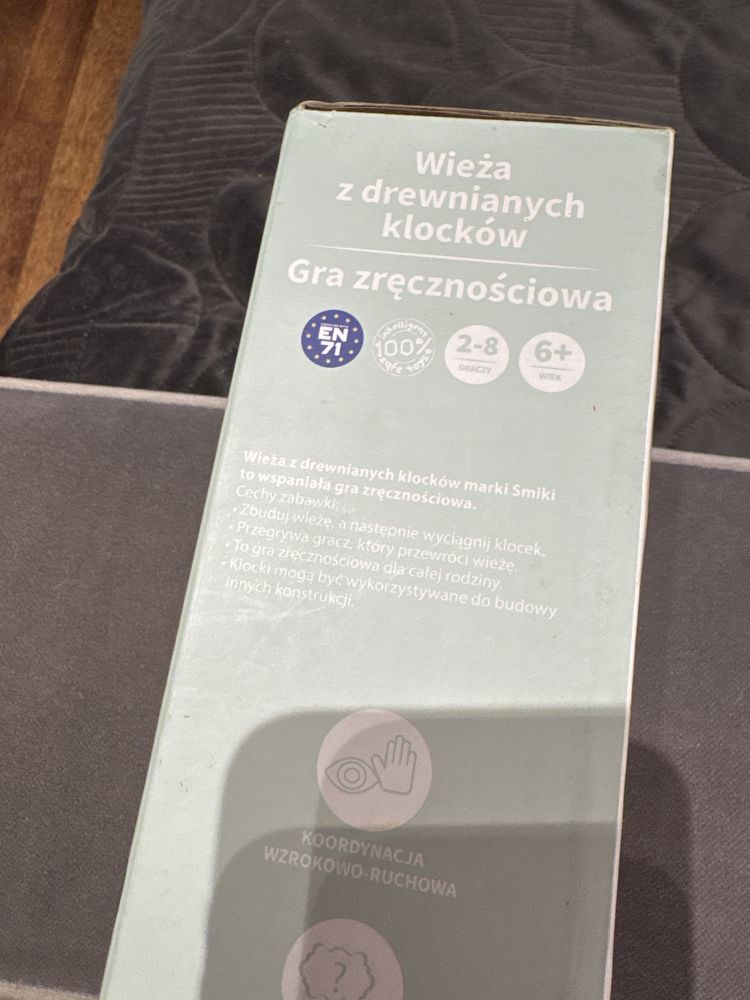 Wieża
z drewnianych
klocków
Gra zręcznościowa
EN
71
intelligent
100%
safe toys
2-8
GRACZY
6+
WIEK
Wieża z drewnianych klocków marki Smiki
to wspaniała gra zręcznościowa.
Cechy zabawki:
• Zbuduj wieżę, a następnie wyciągnij klocek.
• Przegrywa gracz, który przewróci wieżę.
• To gra zręcznościowa dla całej rodziny.
• Klocki mogą być wykorzystywane do budowy
innych konstrukcji.
KOORDYNACJA
WZROKOWO-RUCHOWA
?